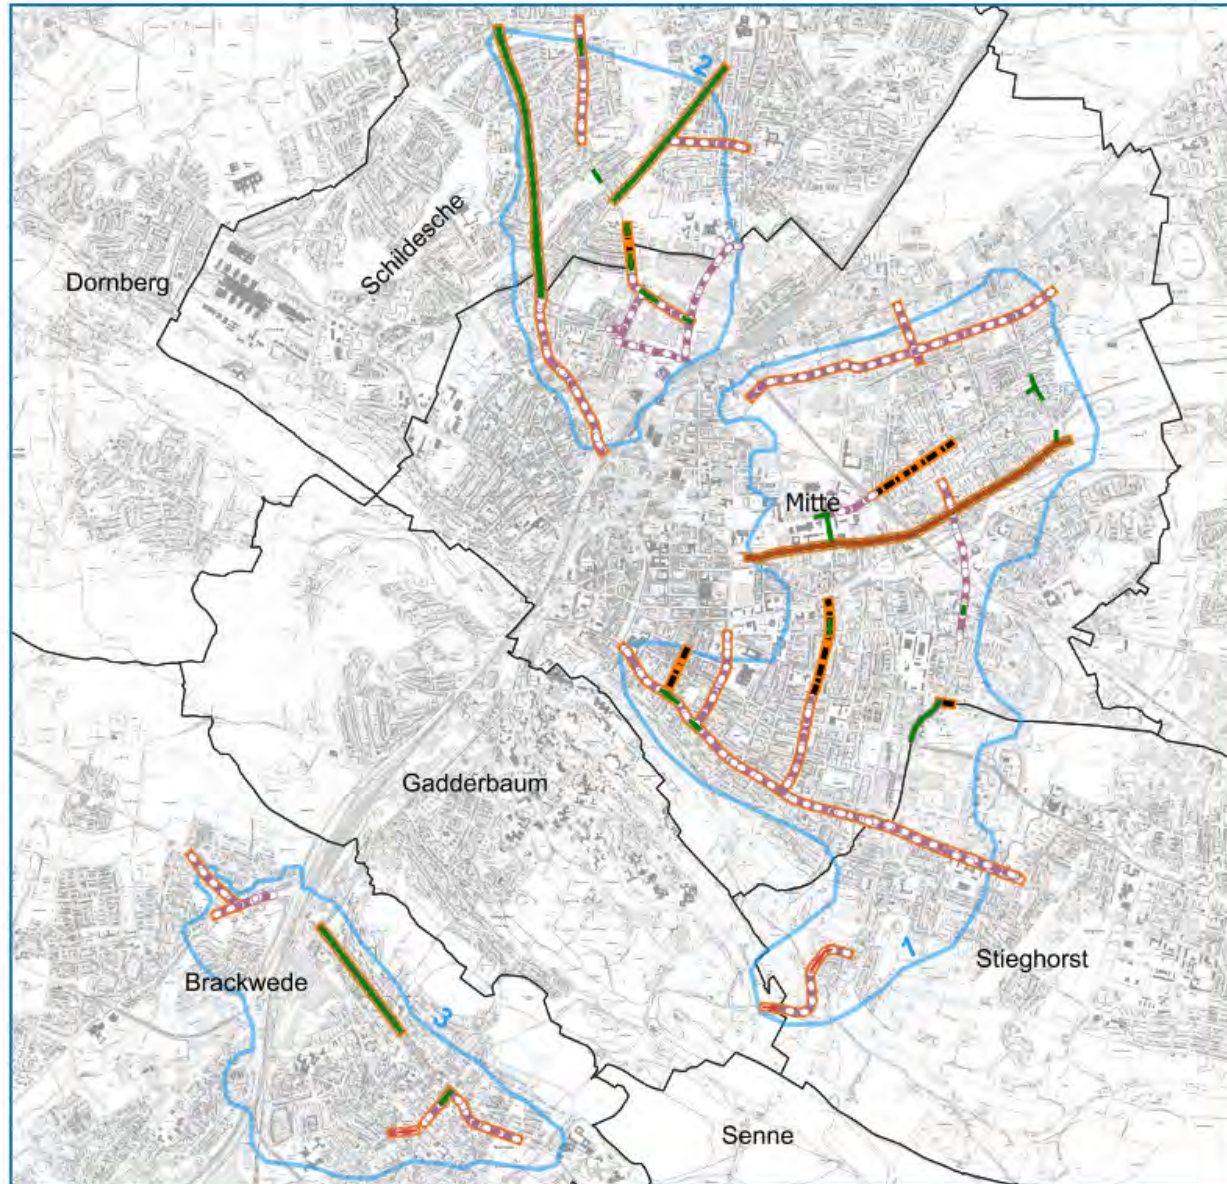 2
Schildesche
Dornberg
Mitte
Gadderbaum
1
Stieghorst
Brackwede
3
Senne